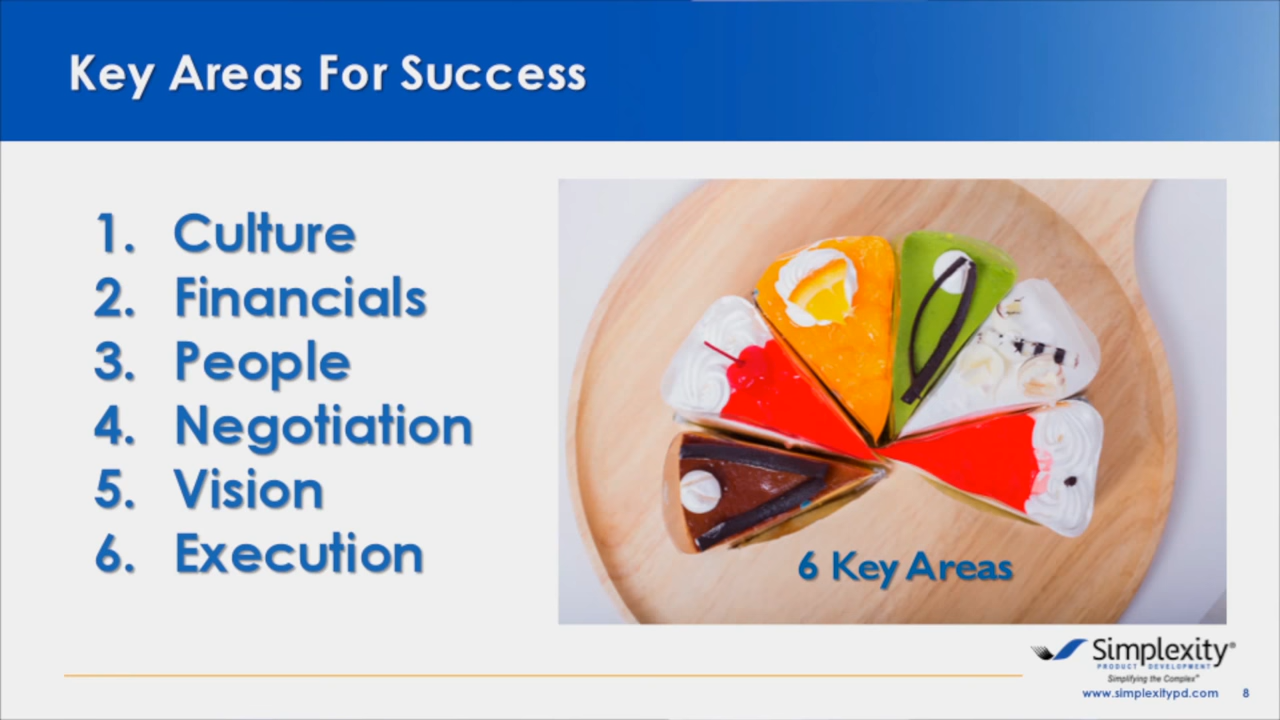 Key Areas For Success
1. Culture
2. Financials
3. People
4. Negotiation
5. Vision
6. Execution
6 Key Areas
Simplexity®
PRODUCT DEVELOPMENT
Simplifying the Complex®
www.simplexitypd.com 8